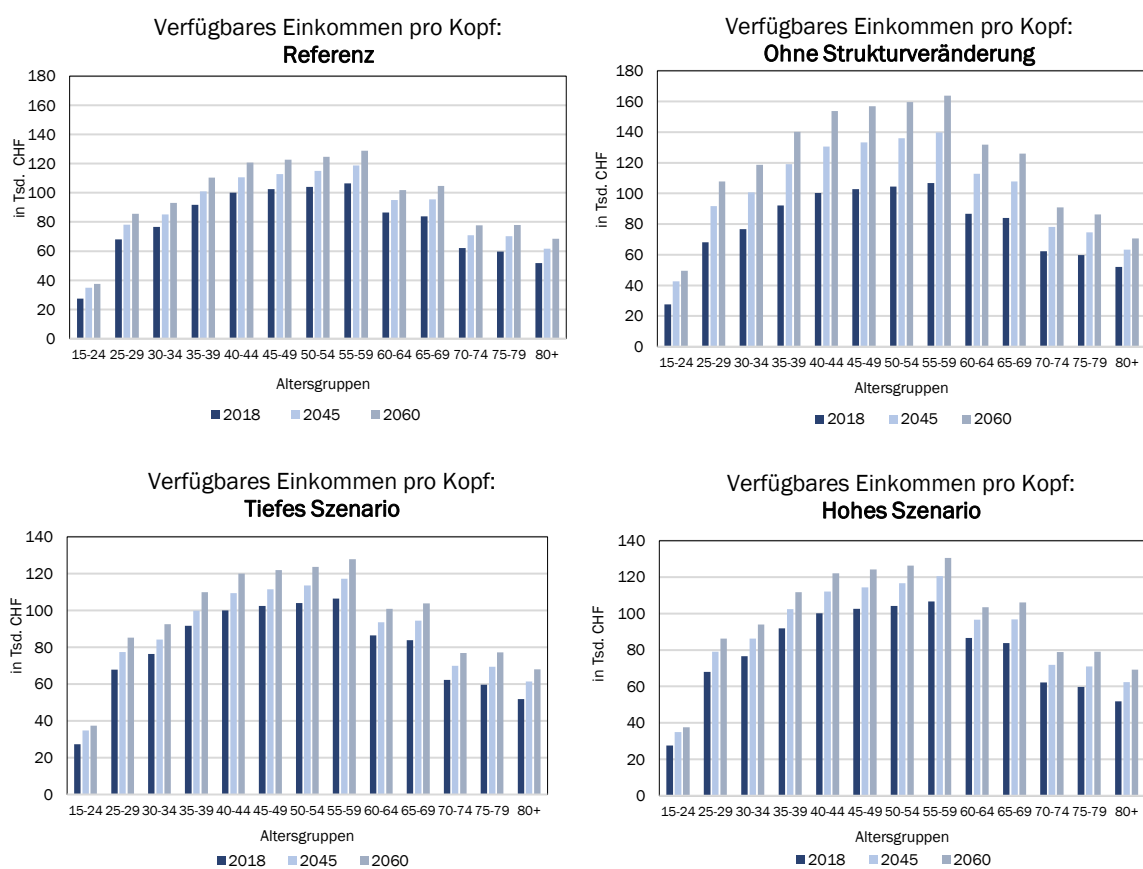 Verfügbares Einkommen pro Kopf:
Referenz
180
160
140
120
100
80
60
40
20
0
in Tsd. CHF
15-24 25-29 30-34 35-39 40-44 45-49 50-54 55-59 60-64 65-69 70-74 75-79 80+
Altersgruppen
2018 2045 2060
Verfügbares Einkommen pro Kopf:
Ohne Strukturveränderung
180
160
140
120
100
80
60
40
20
0
in Tsd. CHF
15-24 25-29 30-34 35-39 40-44 45-49 50-54 55-59 60-64 65-69 70-74 75-79 80+
Altersgruppen
2018 2045 2060
Verfügbares Einkommen pro Kopf:
Tiefes Szenario
140
120
100
80
60
40
20
0
in Tsd. CHF
15-24 25-29 30-34 35-39 40-44 45-49 50-54 55-59 60-64 65-69 70-74 75-79 80+
Altersgruppen
2018 2045 2060
Verfügbares Einkommen pro Kopf:
Hohes Szenario
140
120
100
80
60
40
20
0
in Tsd. CHF
15-24 25-29 30-34 35-39 40-44 45-49 50-54 55-59 60-64 65-69 70-74 75-79 80+
Altersgruppen
2018 2045 2060